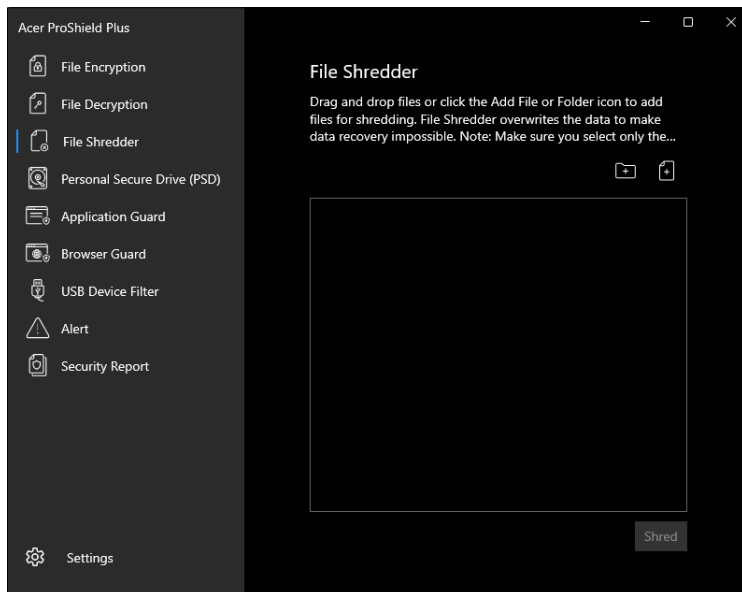 Acer ProShield Plus
File Encryption
File Decryption
File Shredder
Personal Secure Drive (PSD)
Application Guard
Browser Guard
USB Device Filter
Alert
Security Report
Settings
File Shredder
Drag and drop files or click the Add File or Folder icon to add
files for shredding. File Shredder overwrites the data to make
data recovery impossible. Note: Make sure you select only the...
Shred